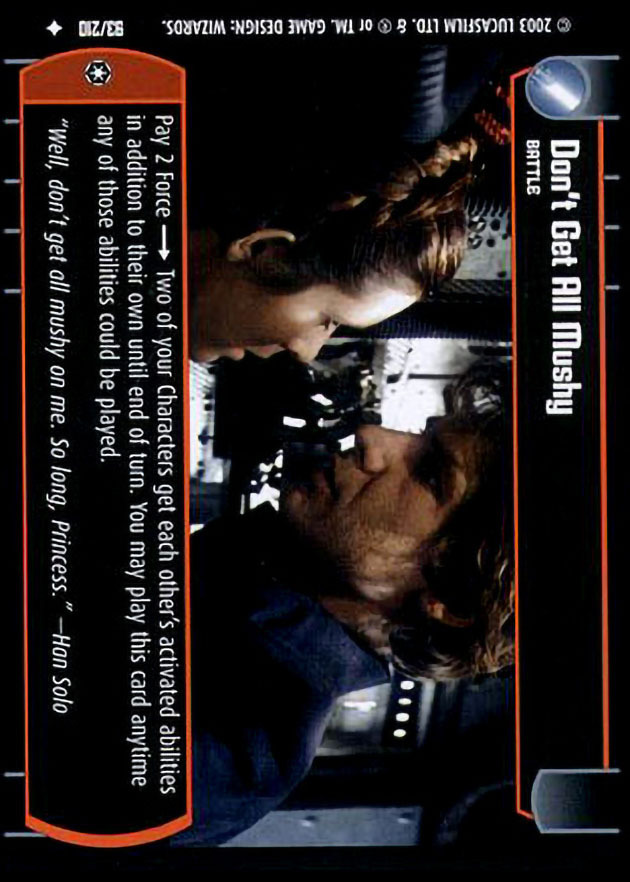 Don't Get All Mushy
BATTLE
Pay 2 Force → Two of your Characters get each other's activated abilities
in addition to their own until end of turn. You may play this card anytime
any of those abilities could be played.
"Well, don't get all mushy on me. So long, Princess." –Han Solo
93/210
© 2003 LUCASFILM LTD. & ® or TM. GAME DESIGN: WIZARDS.